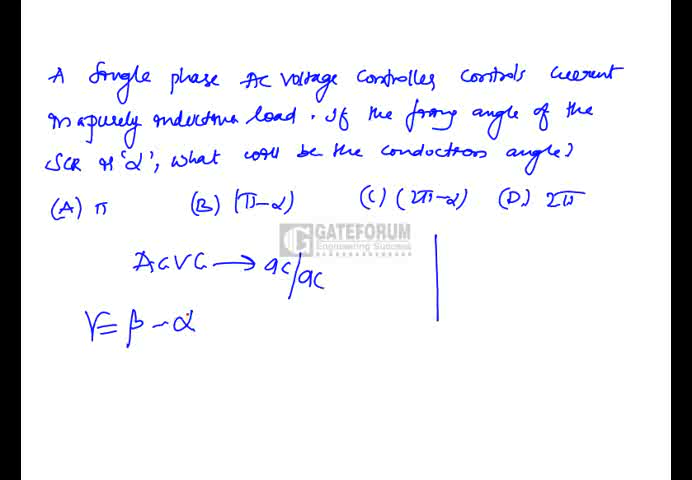 A single phase AC voltage controller controls current
in a purely inductive load. If the firing angle of the
SCR is 'α', what will be the conduction angle?
(A) π (B) (π-α) (C) (2π-α) (D) 2π
GATEFORUM
Engineering Success
ACVC → ac/ac
γ = β - α